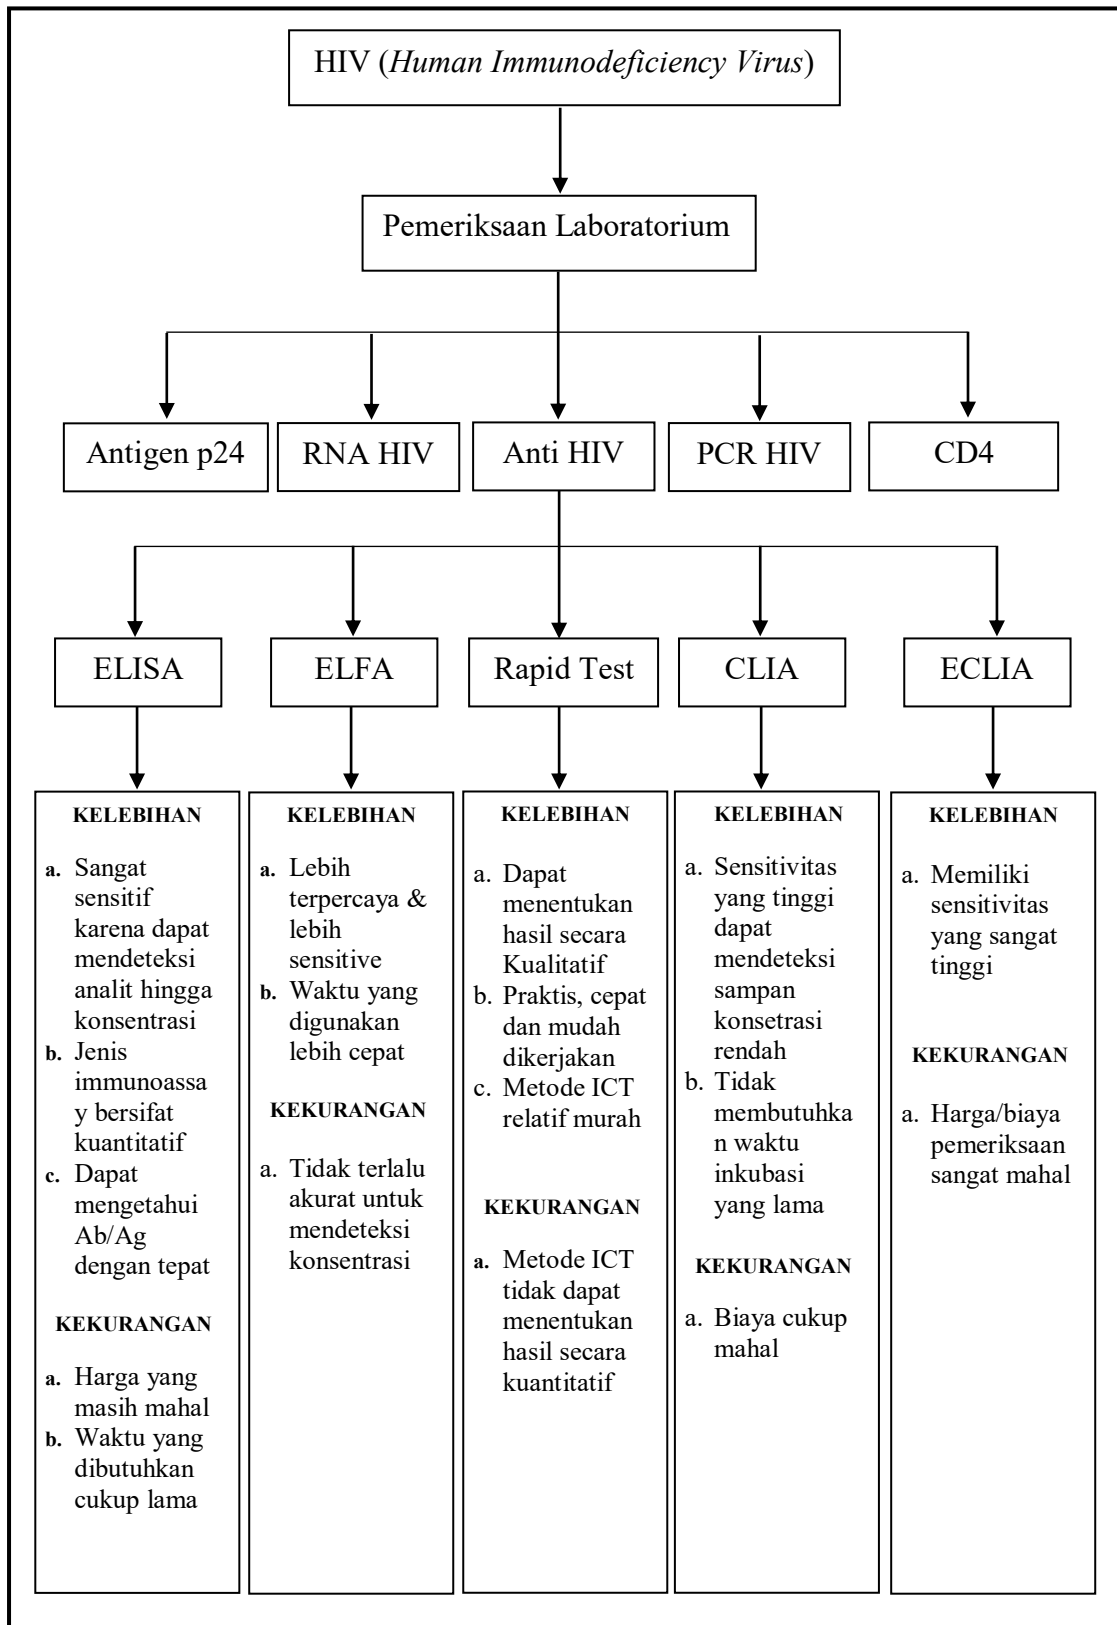 HIV (Human Immunodeficiency Virus)
Pemeriksaan Laboratorium
Antigen p24
RNA HIV
Anti HIV
PCR HIV
CD4
ELISA
ELFA
Rapid Test
CLIA
ECLIA
KELEBIHAN
a. Sangat
sensitif
karena dapat
mendeteksi
analit hingga
konsentrasi
b. Jenis
immunoassa
y bersifat
kuantitatif
c. Dapat
mengetahui
Ab/Ag
dengan tepat
KEKURANGAN
a. Harga yang
masih mahal
b. Waktu yang
dibutuhkan
cukup lama
KELEBIHAN
a. Lebih
terpercaya &
lebih
sensitive
b. Waktu yang
digunakan
lebih cepat
KEKURANGAN
a. Tidak terlalu
akurat untuk
mendeteksi
konsentrasi
KELEBIHAN
a. Dapat
menentukan
hasil secara
Kualitatif
b. Praktis, cepat
dan mudah
dikerjakan
c. Metode ICT
relatif murah
KEKURANGAN
a. Metode ICT
tidak dapat
menentukan
hasil secara
kuantitatif
KELEBIHAN
a. Sensitivitas
yang tinggi
dapat
mendeteksi
sampan
konsetrasi
rendah
b. Tidak
membutuhka
n waktu
inkubasi
yang lama
KEKURANGAN
a. Biaya cukup
mahal
KELEBIHAN
a. Memiliki
sensitivitas
yang sangat
tinggi
KEKURANGAN
a. Harga/biaya
pemeriksaan
sangat mahal